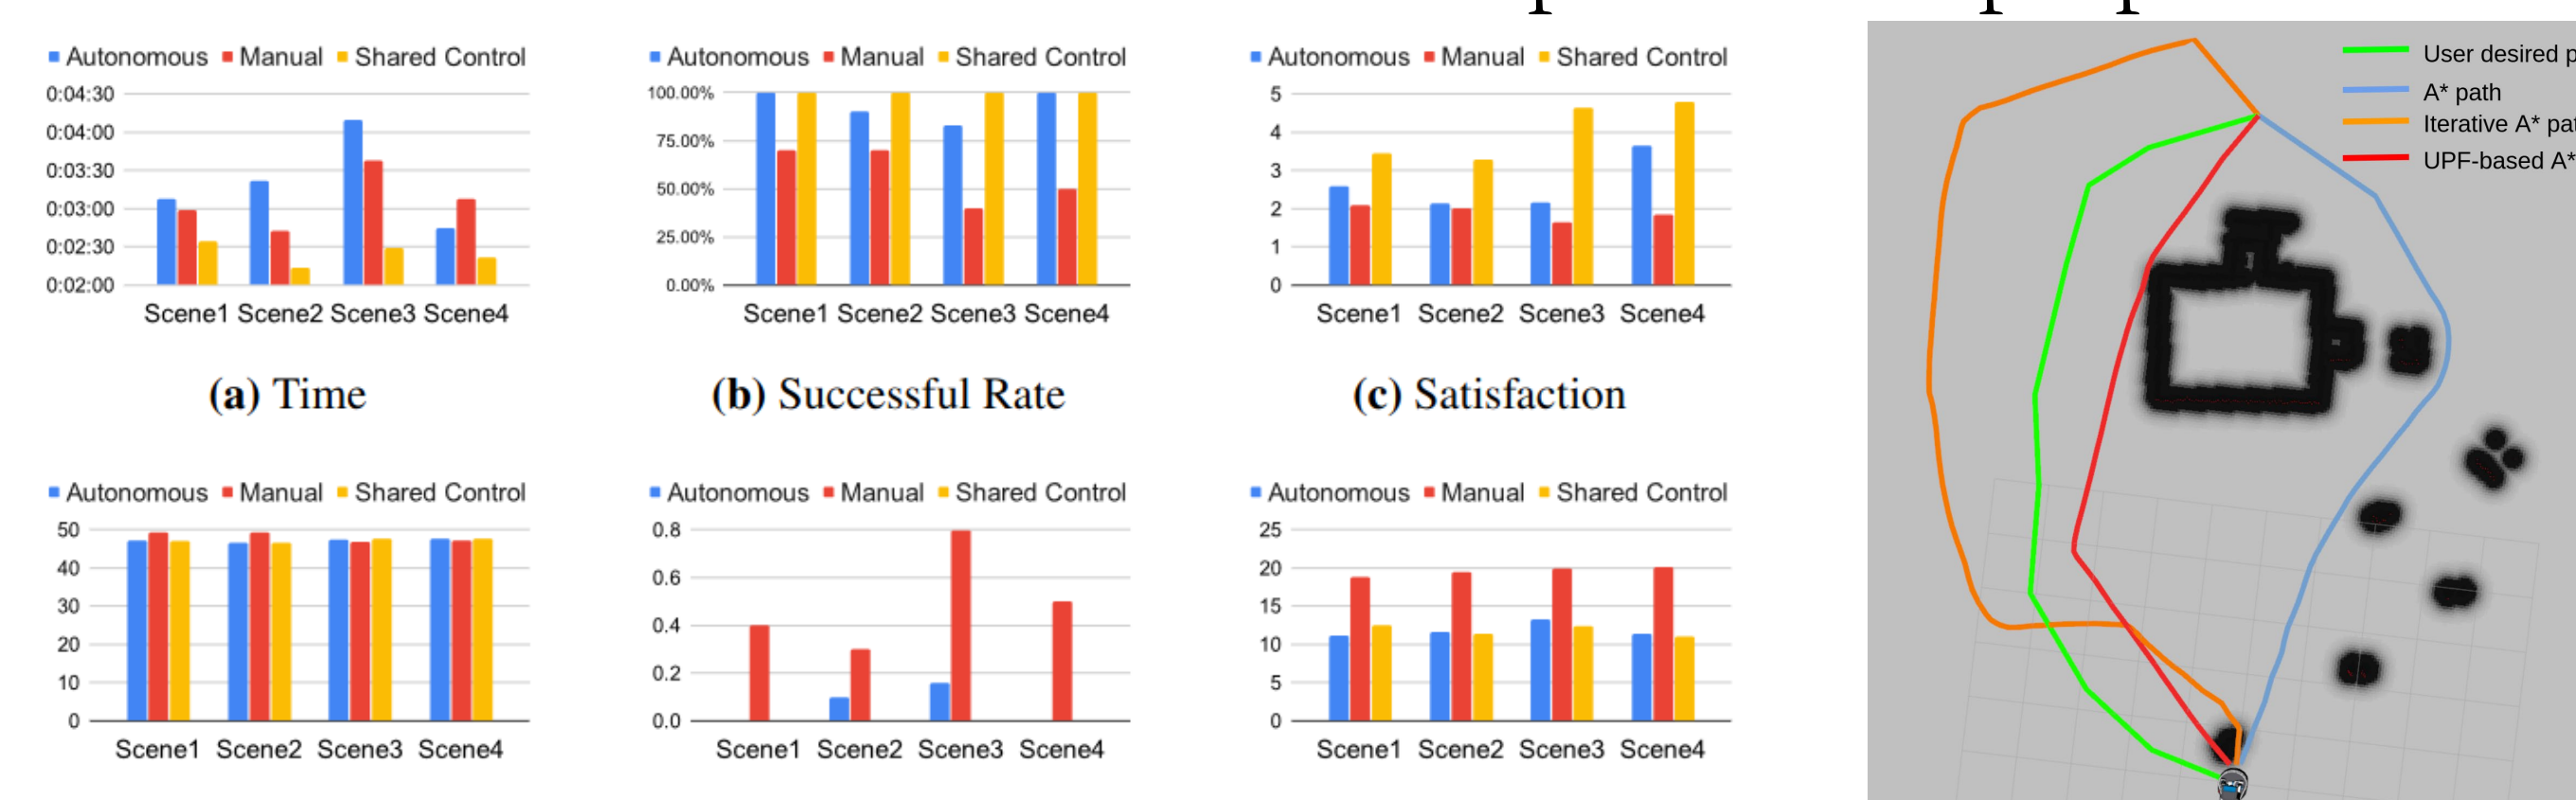 Autonomous Manual Shared Control
0:04:30
0:04:00
0:03:30
0:03:00
0:02:30
0:02:00
Scene1 Scene2 Scene3 Scene4
(a) Time
Autonomous Manual Shared Control
100.00%
75.00%
50.00%
25.00%
0.00%
Scene1 Scene2 Scene3 Scene4
(b) Successful Rate
Autonomous Manual Shared Control
5
4
3
2
1
0
Scene1 Scene2 Scene3 Scene4
(c) Satisfaction
Autonomous Manual Shared Control
50
40
30
20
10
0
Scene1 Scene2 Scene3 Scene4
Autonomous Manual Shared Control
0.8
0.6
0.4
0.2
0.0
Scene1 Scene2 Scene3 Scene4
Autonomous Manual Shared Control
25
20
15
10
5
0
Scene1 Scene2 Scene3 Scene4
User desired
A* path
Iterative A*
UPF-based A*